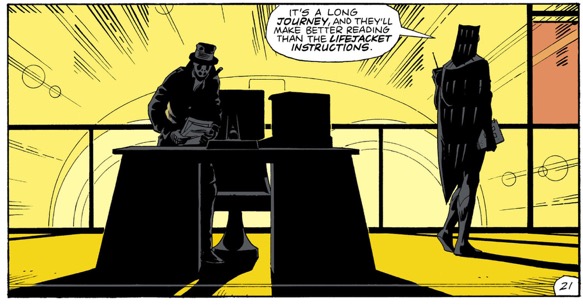 IT'S A LONG
JOURNEY, AND THEY'LL
MAKE BETTER READING
THAN THE LIFEJACKET
INSTRUCTIONS.
21